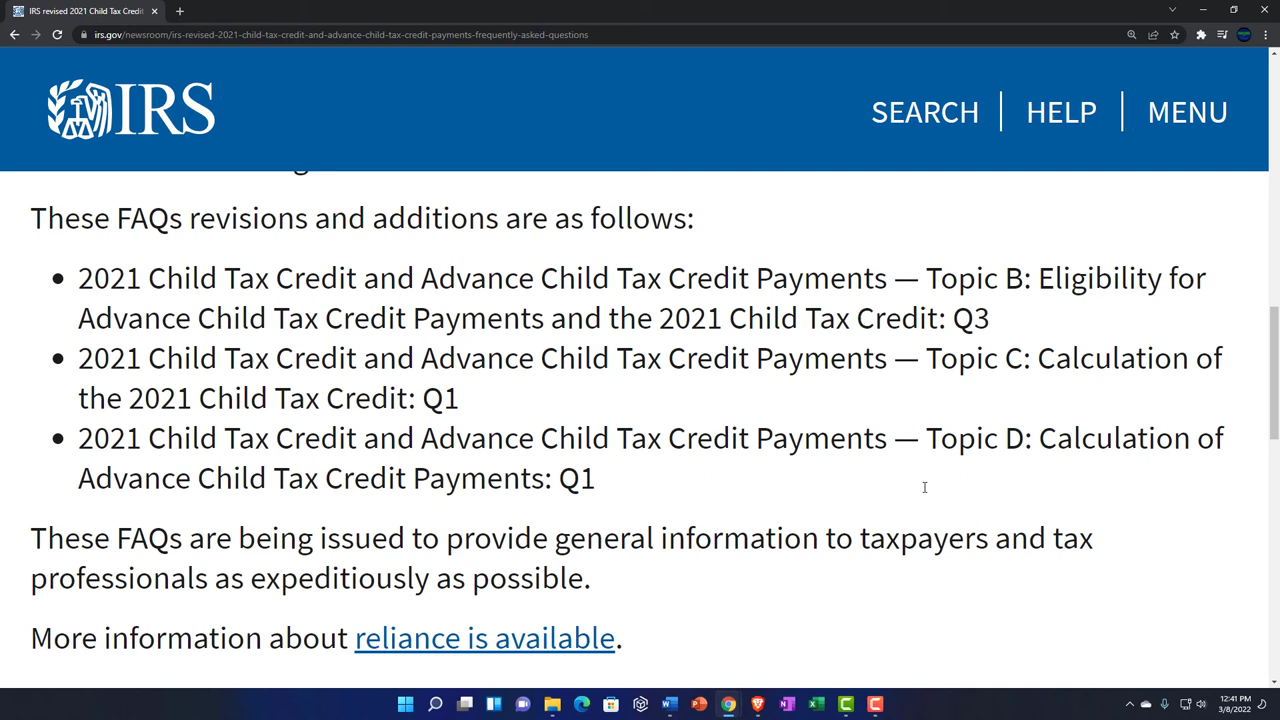 IRS revised 2021 Child Tax Credit
irs.gov/newsroom/irs-revised-2021-child-tax-credit-and-advance-child-tax-credit-payments-frequently-asked-questions
IRS
SEARCH
HELP
MENU
These FAQs revisions and additions are as follows:
• 2021 Child Tax Credit and Advance Child Tax Credit Payments — Topic B: Eligibility for
Advance Child Tax Credit Payments and the 2021 Child Tax Credit: Q3
• 2021 Child Tax Credit and Advance Child Tax Credit Payments — Topic C: Calculation of
the 2021 Child Tax Credit: Q1
• 2021 Child Tax Credit and Advance Child Tax Credit Payments — Topic D: Calculation of
Advance Child Tax Credit Payments: Q1
These FAQs are being issued to provide general information to taxpayers and tax
professionals as expeditiously as possible.
More information about reliance is available.
12:41 PM
3/8/2022